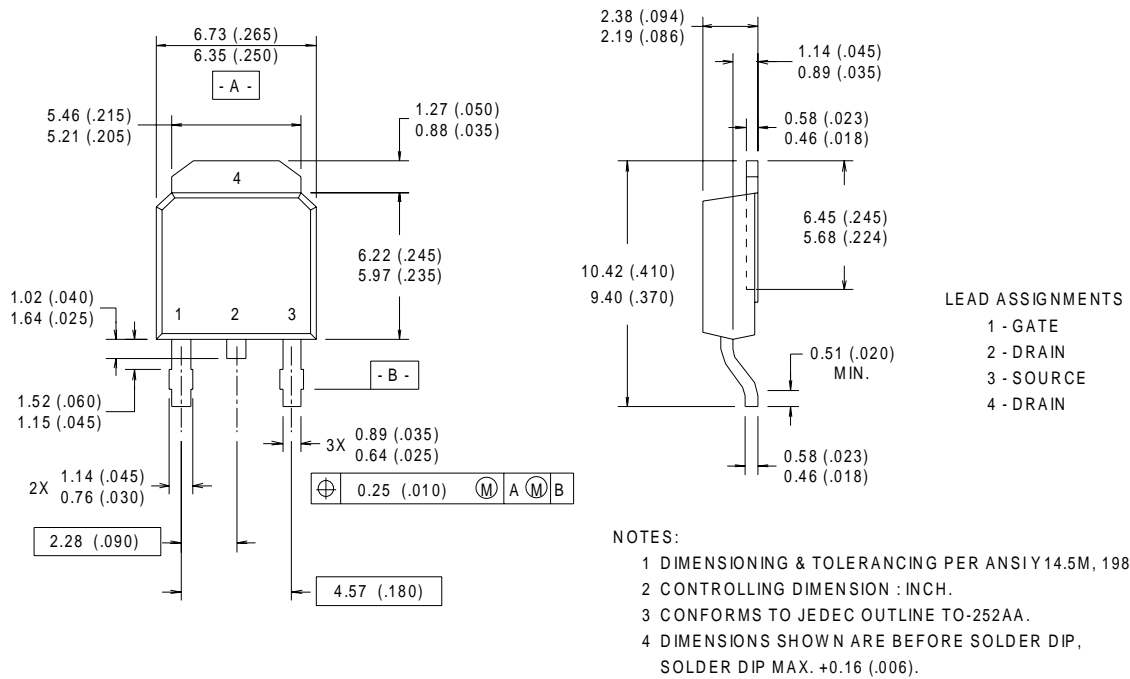 6.73 (.265)
6.35 (.250)
- A -
5.46 (.215)
5.21 (.205)
1.27 (.050)
0.88 (.035)
4
6.22 (.245)
5.97 (.235)
1.02 (.040)
1.64 (.025)
1 2 3
- B -
1.52 (.060)
1.15 (.045)
3X 0.89 (.035)
0.64 (.025)
2X 1.14 (.045)
0.76 (.030)
⌖ 0.25 (.010) Ⓜ A Ⓜ B
2.28 (.090)
4.57 (.180)
2.38 (.094)
2.19 (.086)
1.14 (.045)
0.89 (.035)
0.58 (.023)
0.46 (.018)
6.45 (.245)
5.68 (.224)
10.42 (.410)
9.40 (.370)
0.51 (.020)
MIN.
0.58 (.023)
0.46 (.018)
LEAD ASSIGNMENTS
1 - GATE
2 - DRAIN
3 - SOURCE
4 - DRAIN
NOTES:
1 DIMENSIONING & TOLERANCING PER ANSI Y14.5M, 198
2 CONTROLLING DIMENSION : INCH.
3 CONFORMS TO JEDEC OUTLINE TO-252AA.
4 DIMENSIONS SHOWN ARE BEFORE SOLDER DIP,
SOLDER DIP MAX. +0.16 (.006).